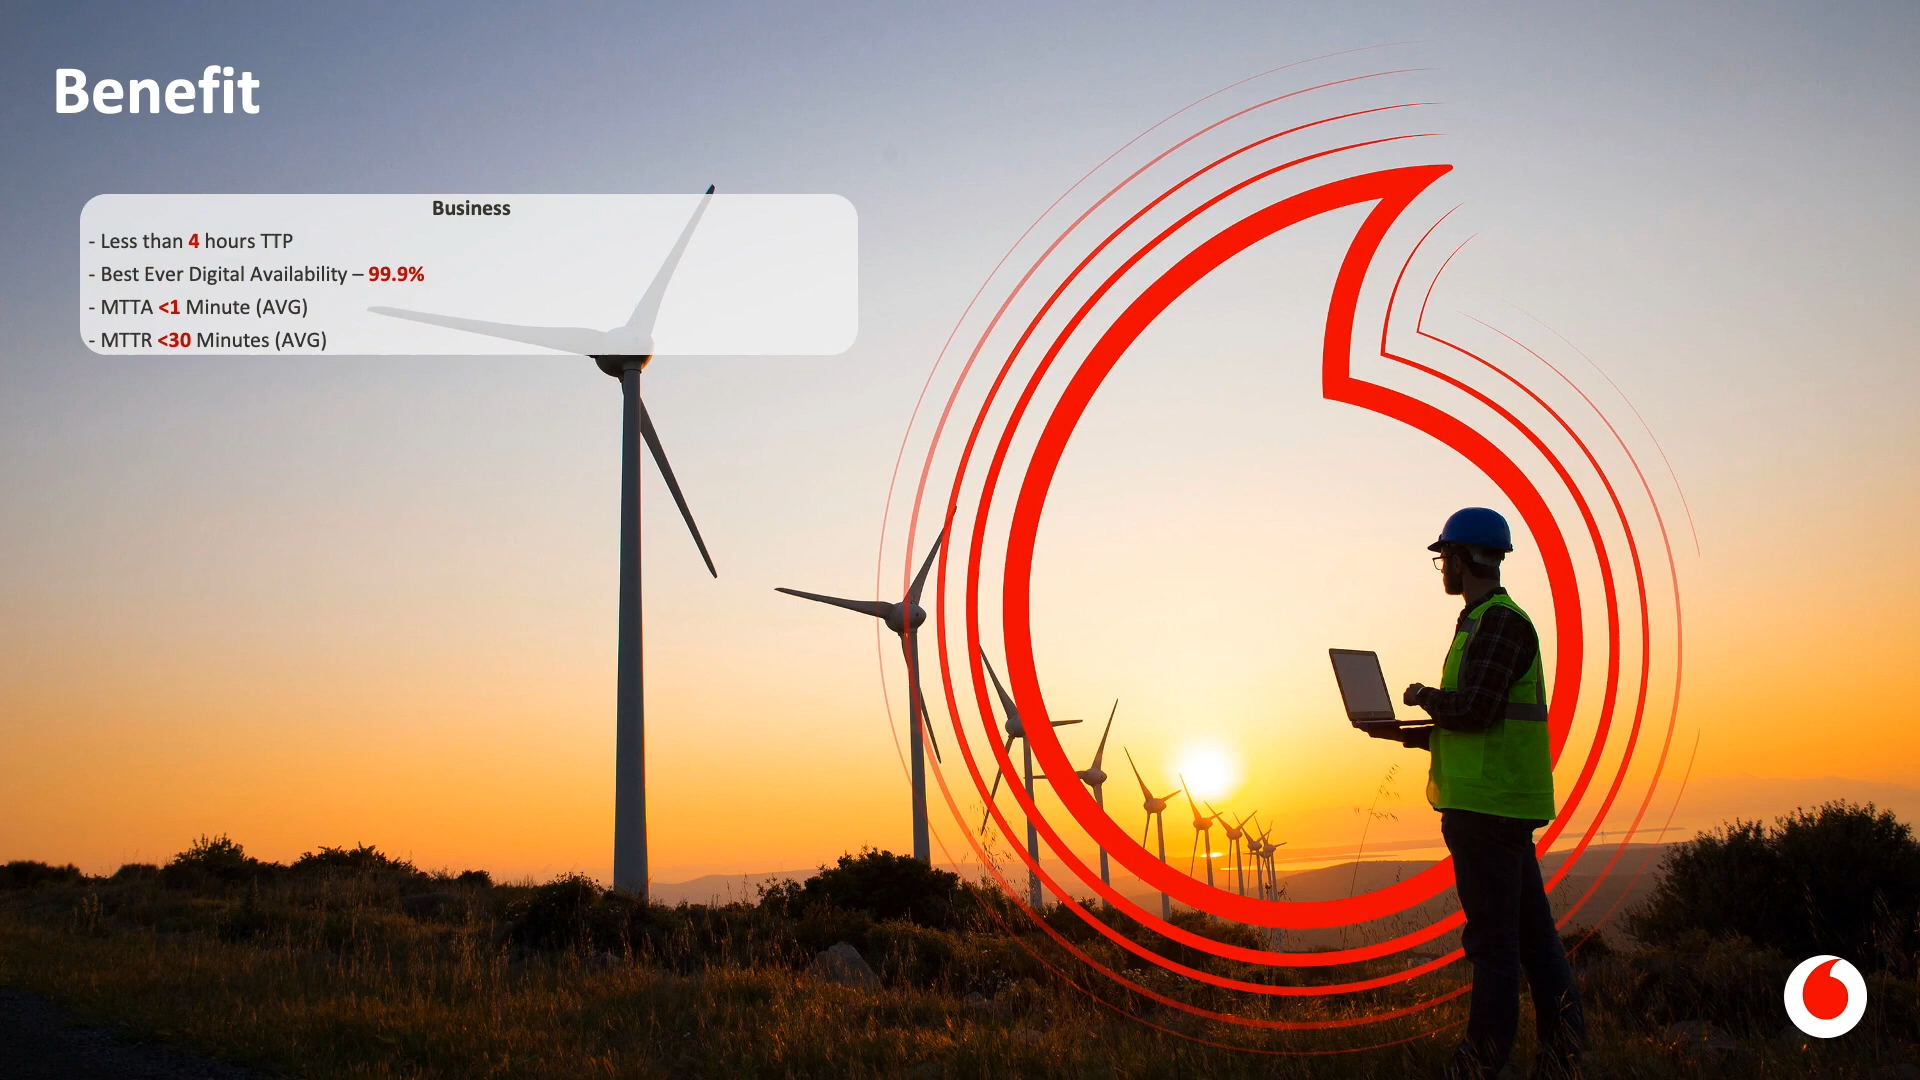 Benefit
Business
- Less than 4 hours TTP
- Best Ever Digital Availability – 99.9%
- MTTA <1 Minute (AVG)
- MTTR <30 Minutes (AVG)